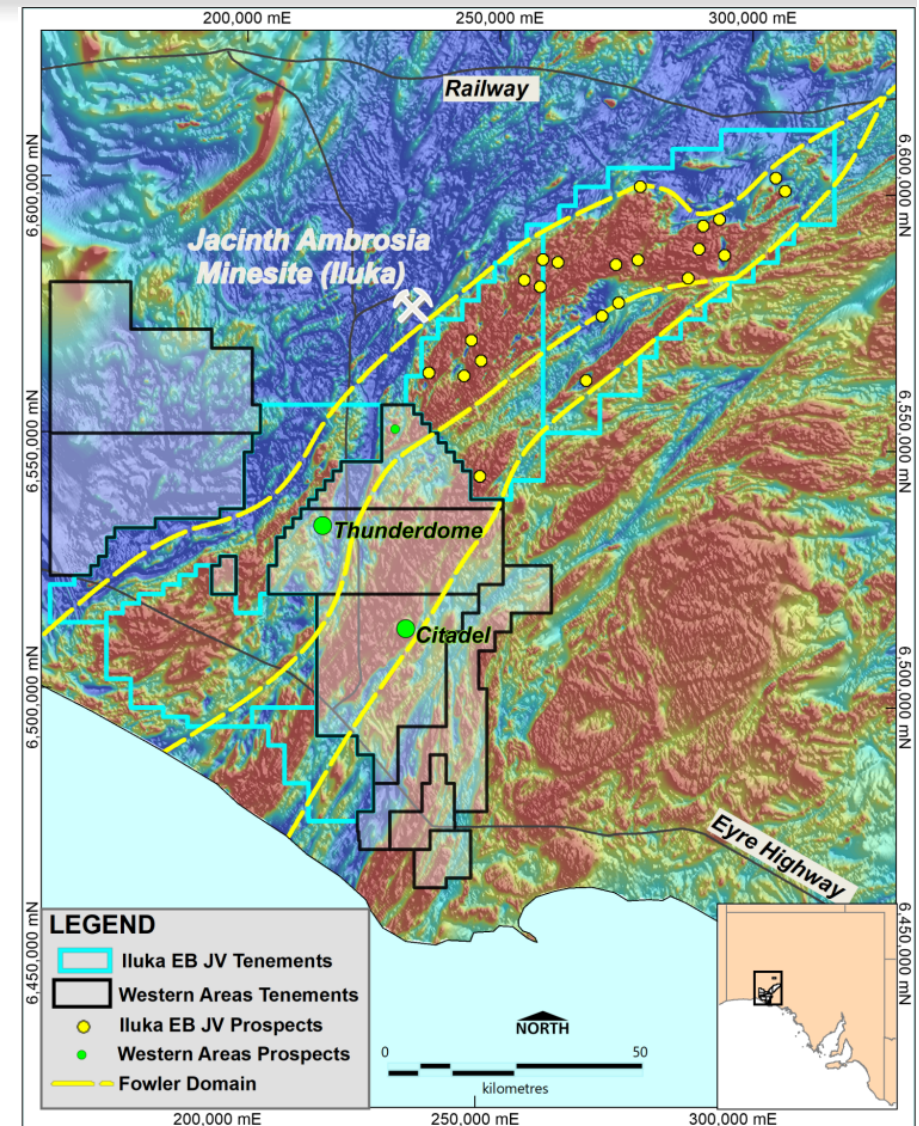 200,000 mE
250,000 mE
300,000 mE
Railway
6,600,000 mN
6,600,000 mN
Jacinth Ambrosia
Minesite (Iluka)
6,550,000 mN
6,550,000 mN
Thunderdome
Citadel
6,500,000 mN
6,500,000 mN
Eyre Highway
6,450,000 mN
6,450,000 mN
LEGEND
Iluka EB JV Tenements
Western Areas Tenements
Iluka EB JV Prospects
Western Areas Prospects
Fowler Domain
NORTH
0
50
kilometres
200,000 mE
250,000 mE
300,000 mE